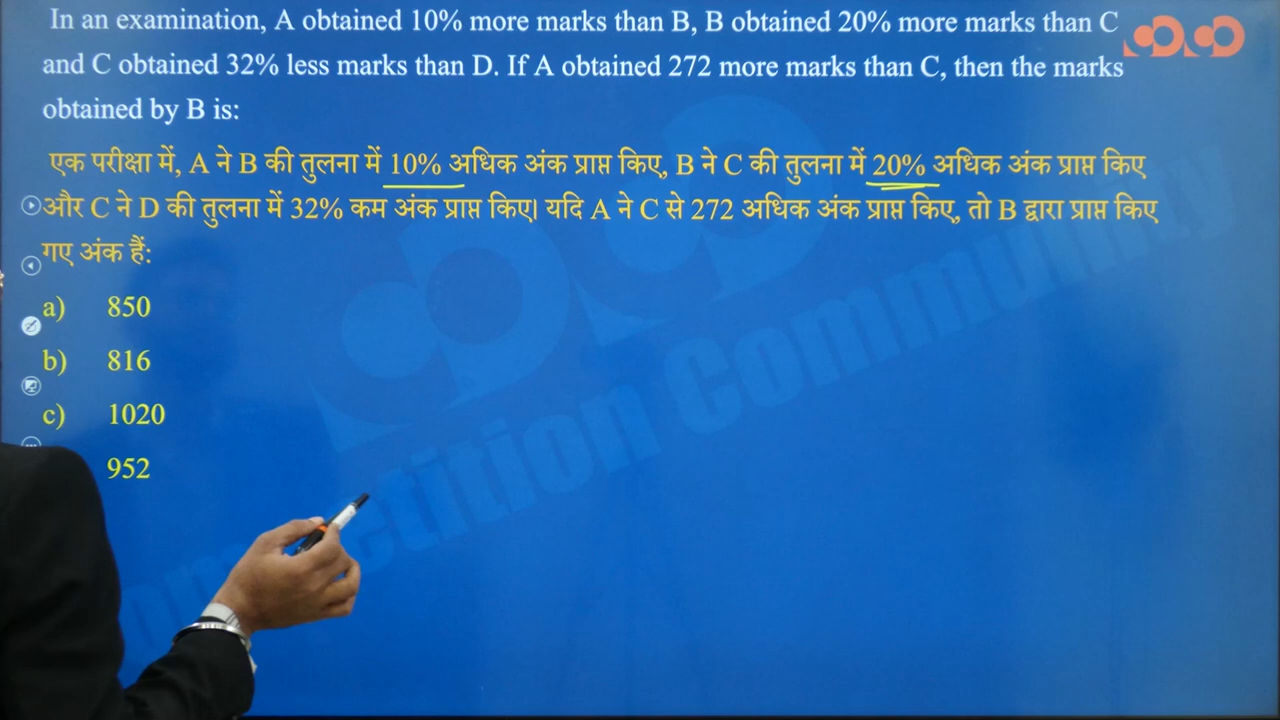 In an examination, A obtained 10% more marks than B, B obtained 20% more marks than C
and C obtained 32% less marks than D. If A obtained 272 more marks than C, then the marks
obtained by B is:
एक परीक्षा में, A ने B की तुलना में 10% अधिक अंक प्राप्त किए, B ने C की तुलना में 20% अधिक अंक प्राप्त किए
और C ने D की तुलना में 32% कम अंक प्राप्त किए। यदि A ने C से 272 अधिक अंक प्राप्त किए, तो B द्वारा प्राप्त किए
गए अंक हैं:
a) 850
b) 816
c) 1020
952
Community